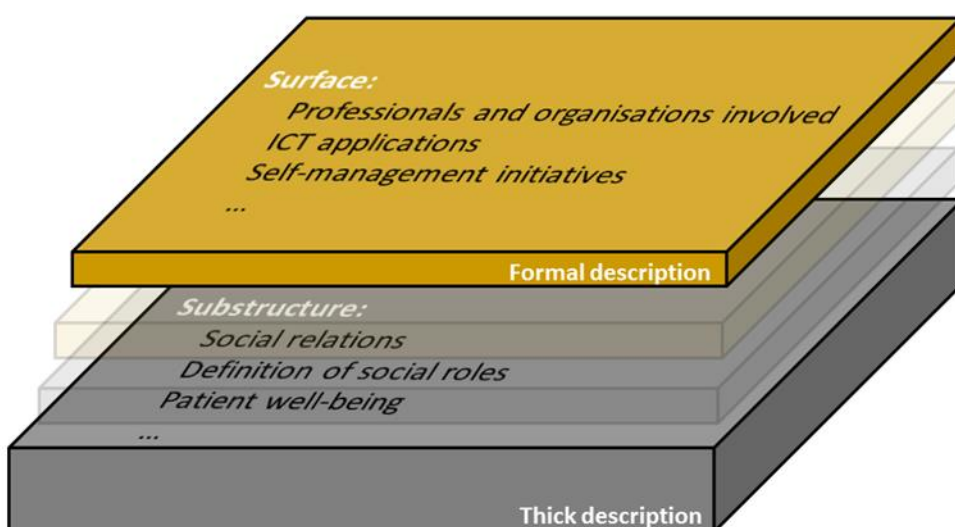 Surface:
Professionals and organisations involved
ICT applications
Self-management initiatives
...
Formal description
Substructure:
Social relations
Definition of social roles
Patient well-being
...
Thick description